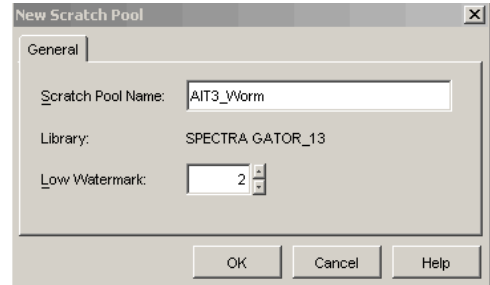 New Scratch Pool
General
Scratch Pool Name: AIT3_Worm
Library: SPECTRA GATOR_13
Low Watermark: 2
OK Cancel Help